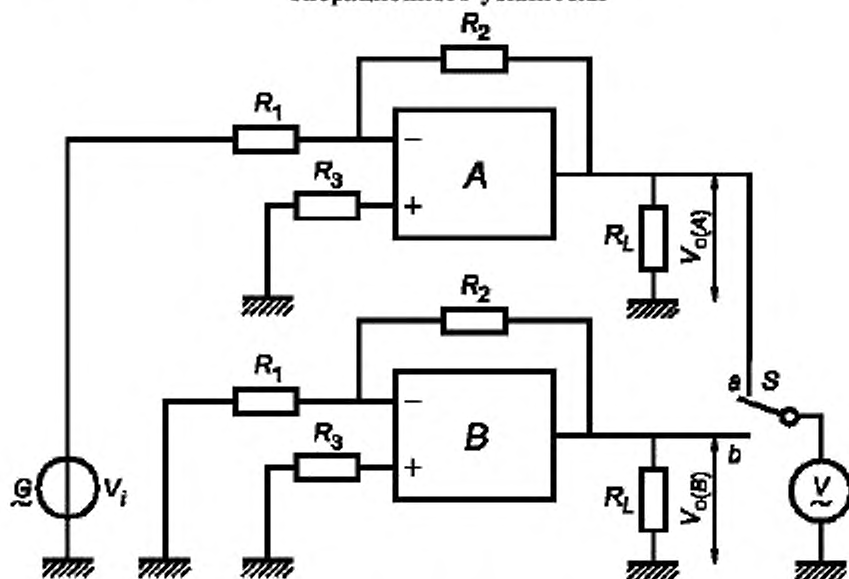 R2
R1
−
A
R3
+
RL
Vo(A)
R2
R1
−
B
a S
R3
+
b
G
~
Vi
RL
Vo(B)
V
~